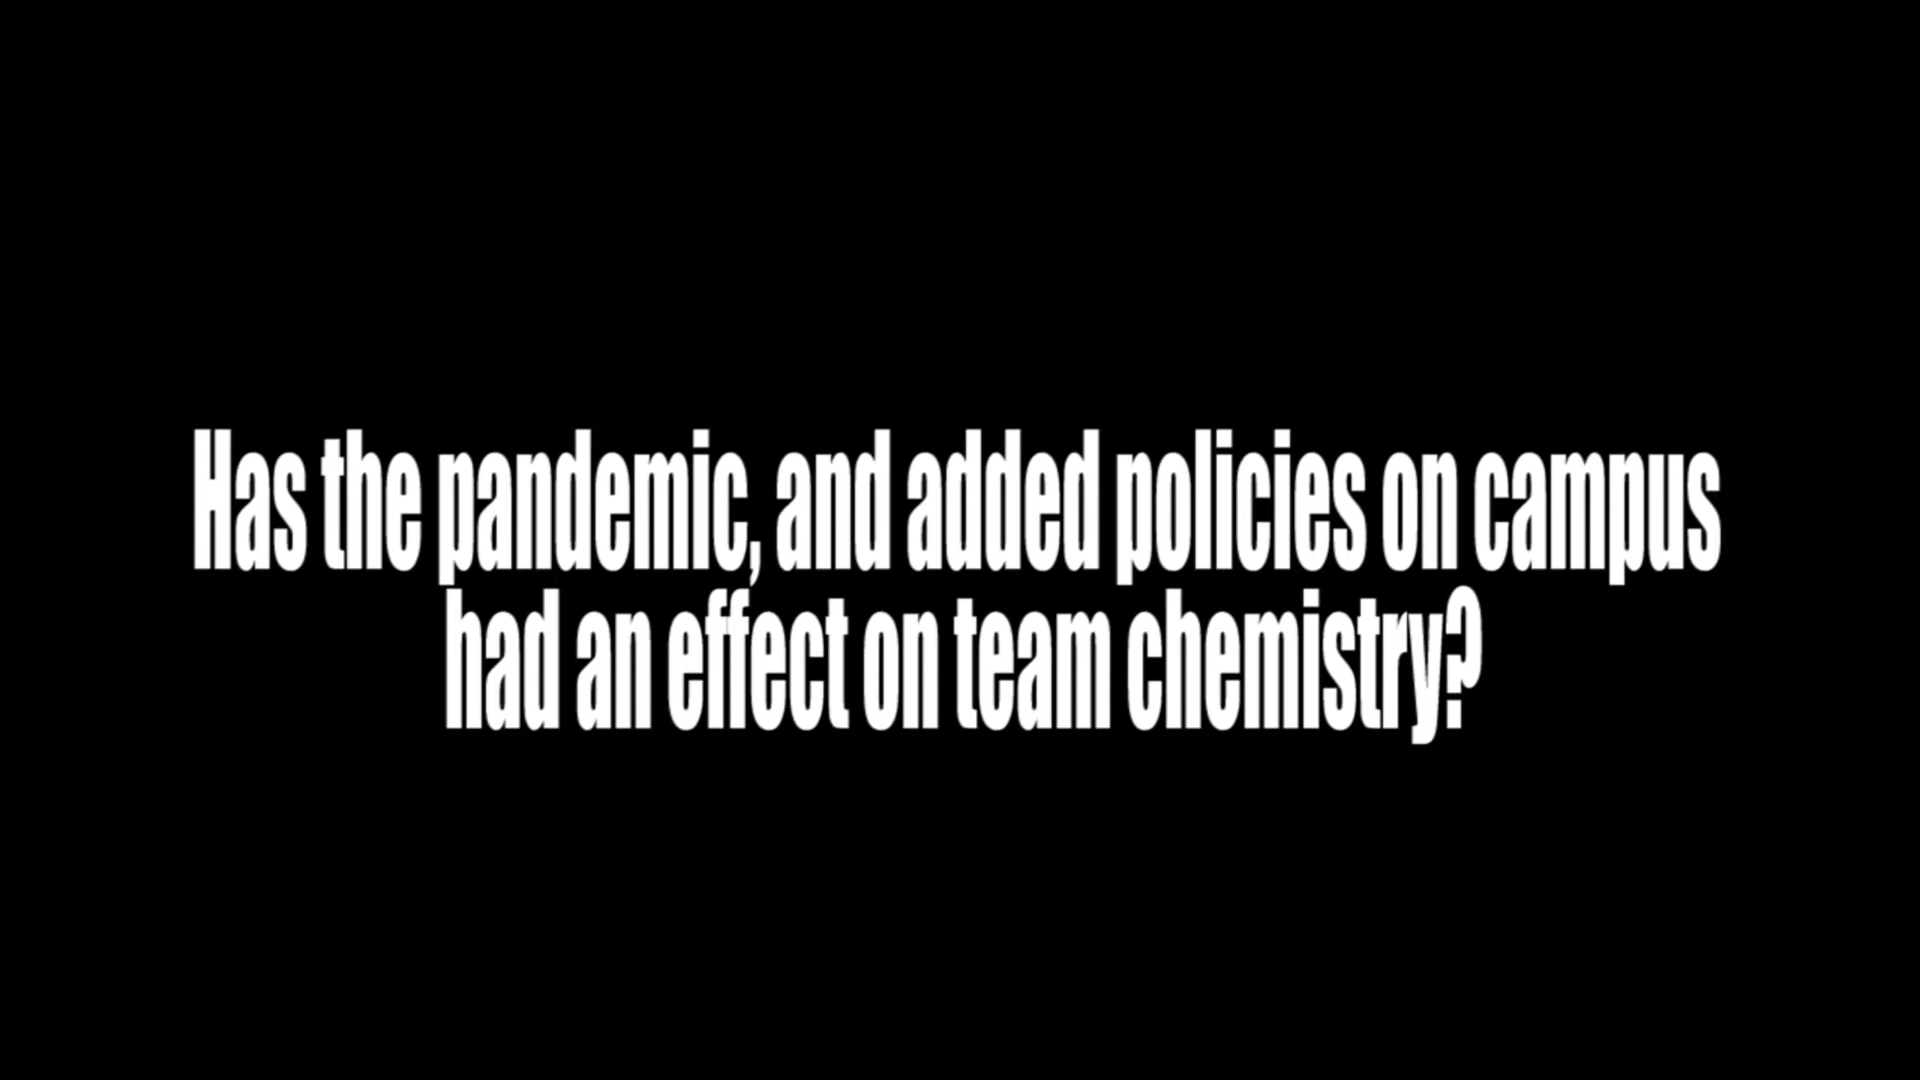 Has the pandemic, and added policies on campus
had an effect on team chemistry?